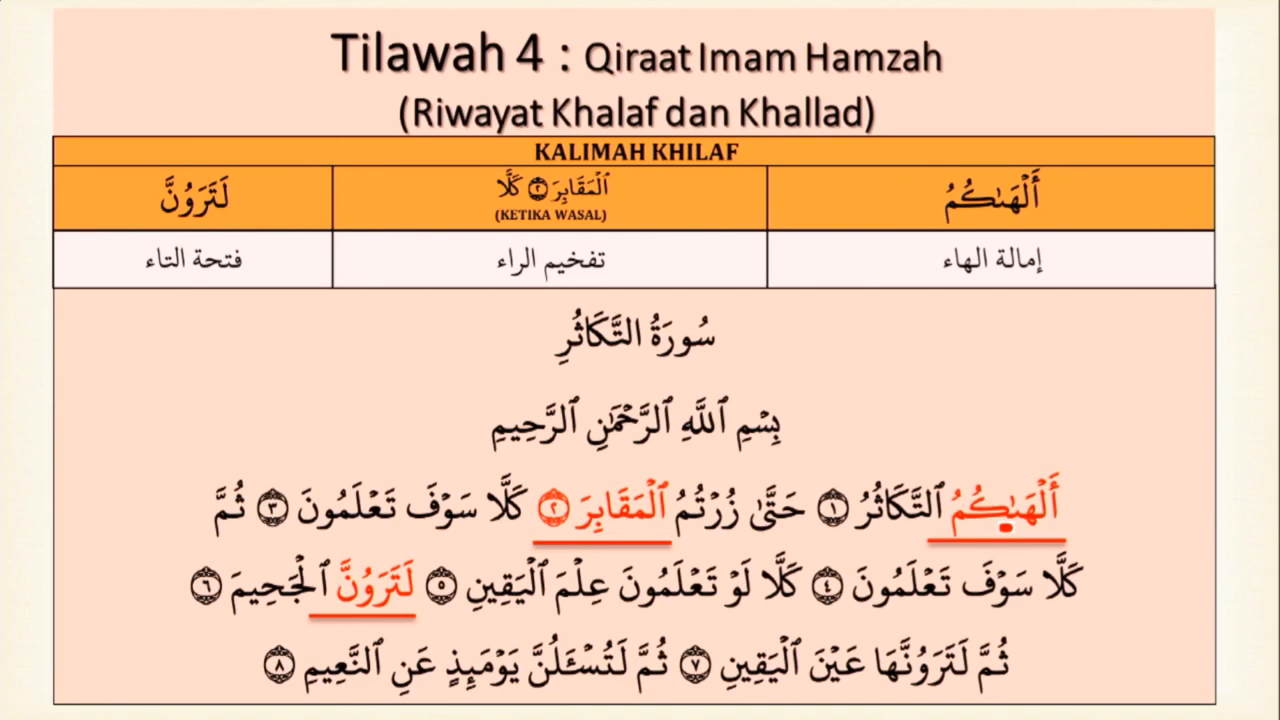 Tilawah 4 : Qiraat Imam Hamzah
(Riwayat Khalaf dan Khallad)
KALIMAH KHILAF
أَلْهَىٰكُمُ
ٱلْمَقَابِرَ ٢ كَلَّا
(KETIKA WASAL)
لَتَرَوُنَّ
إمالة الهاء
تفخيم الراء
فتحة التاء
سُورَةُ التَّكَاثُرِ
بِسْمِ ٱللَّهِ ٱلرَّحْمَٰنِ ٱلرَّحِيمِ
أَلْهَىٰكُمُ ٱلتَّكَاثُرُ ١ حَتَّىٰ زُرْتُمُ ٱلْمَقَابِرَ ٢ كَلَّا سَوْفَ تَعْلَمُونَ ٣ ثُمَّ
كَلَّا سَوْفَ تَعْلَمُونَ ٤ كَلَّا لَوْ تَعْلَمُونَ عِلْمَ ٱلْيَقِينِ ٥ لَتَرَوُنَّ ٱلْجَحِيمَ ٦
ثُمَّ لَتَرَوُنَّهَا عَيْنَ ٱلْيَقِينِ ٧ ثُمَّ لَتُسْـَٔلُنَّ يَوْمَئِذٍ عَنِ ٱلنَّعِيمِ ٨